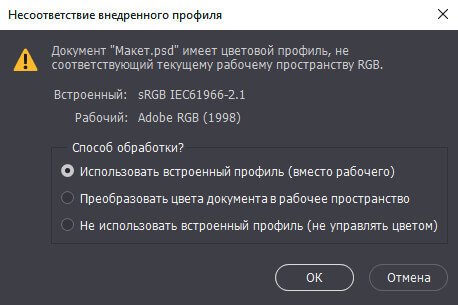 Несоответствие внедренного профиля
Документ "Макет.psd" имеет цветовой профиль, не
соответствующий текущему рабочему пространству RGB.
Встроенный: sRGB IEC61966-2.1
Рабочий: Adobe RGB (1998)
Способ обработки?
Использовать встроенный профиль (вместо рабочего)
Преобразовать цвета документа в рабочее пространство
Не использовать встроенный профиль (не управлять цветом)
ОК Отмена